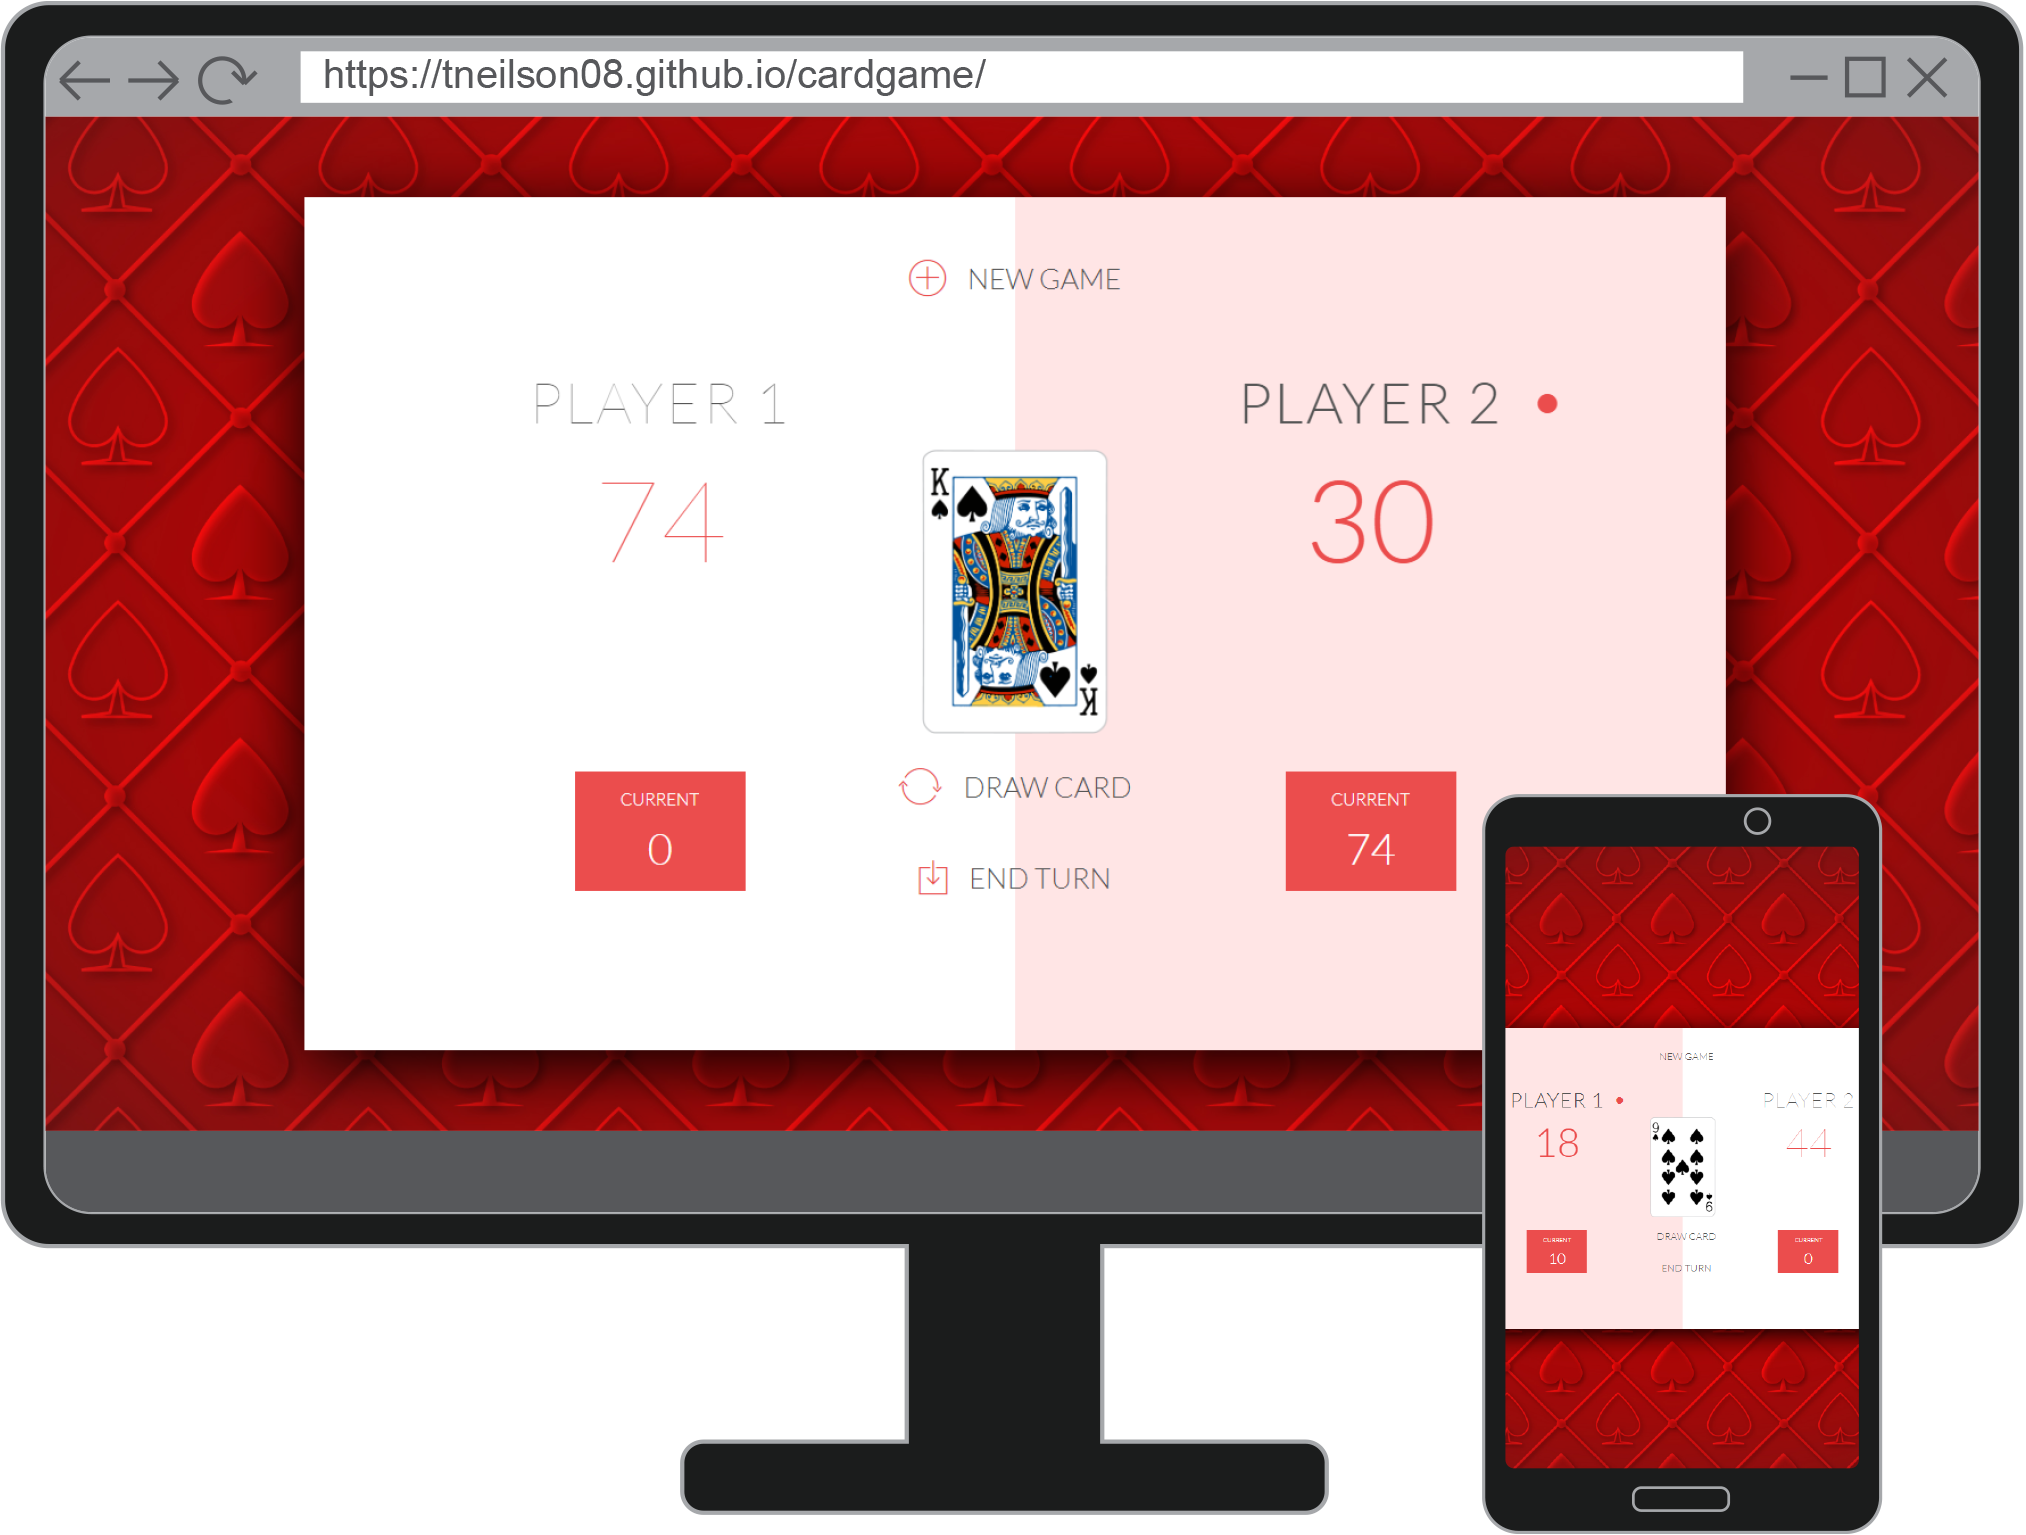 https://tneilson08.github.io/cardgame/
NEW GAME
PLAYER 1
PLAYER 2
74
30
K
K
CURRENT
0
DRAW CARD
END TURN
CURRENT
74
NEW GAME
PLAYER 1
PLAYER 2
18
44
9
9
CURRENT
10
DRAW CARD
END TURN
CURRENT
0